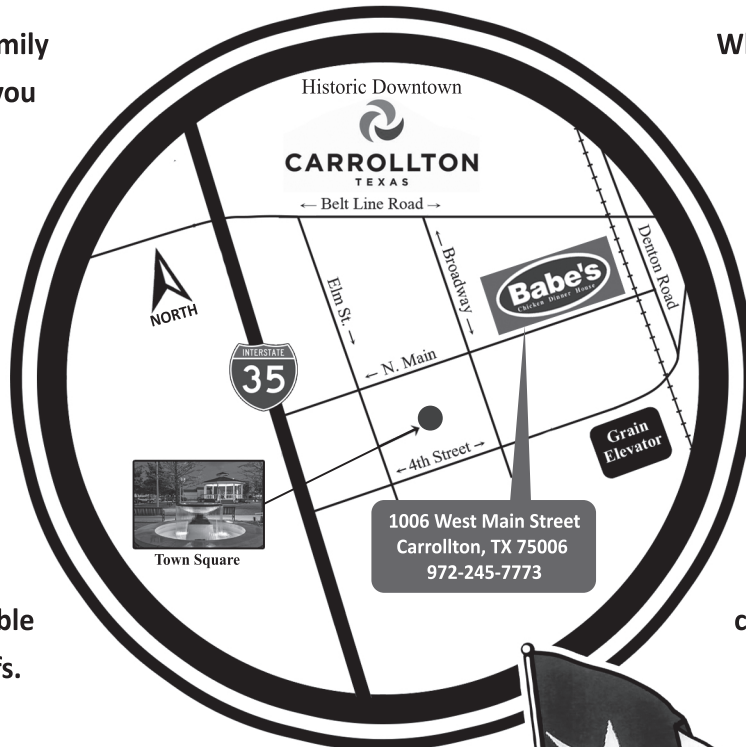 mily
you
Wh
Historic Downtown
CARROLLTON
TEXAS
← Belt Line Road →
← Broadway →
Denton Road
Elm St. →
Babe's
Chicken Dinner House
NORTH
INTERSTATE
35
← N. Main
Grain
Elevator
← 4th Street →
1006 West Main Street
Carrollton, TX 75006
972-245-7773
Town Square
ble
fs.
c